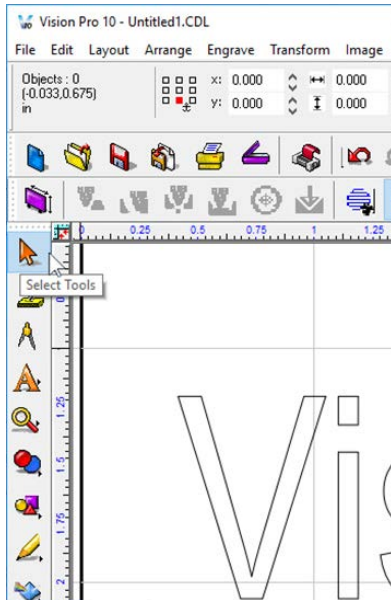 Vision Pro 10 - Untitled1.CDL
File Edit Layout Arrange Engrave Transform Image
Objects : 0
(-0.033,0.675)
in
x: 0.000
0.000
y: 0.000
0.000
0 0.25 0.5 0.75 1 1.25
Select Tools
1
1.25
1.5
1.75
2
Vis